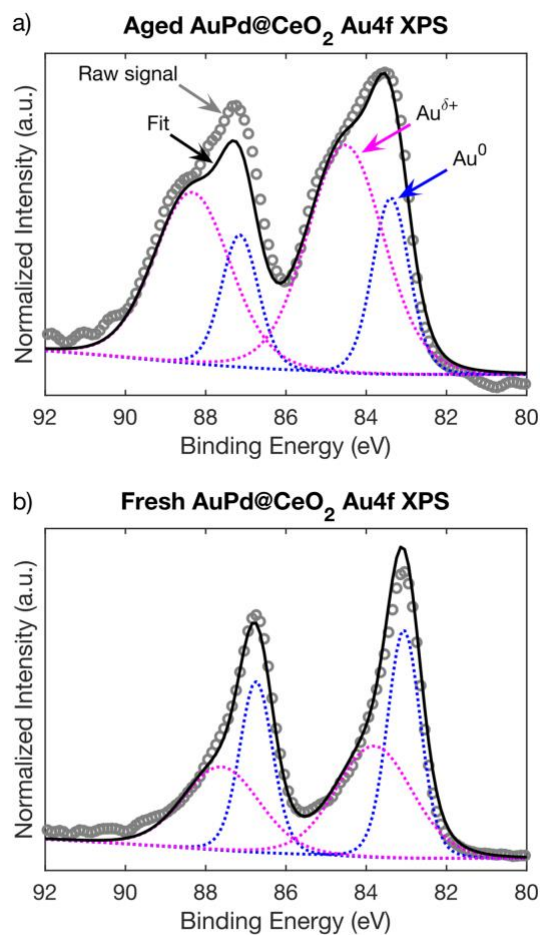 a) Aged AuPd@CeO₂ Au4f XPS
Normalized Intensity (a.u.)
Raw signal
Fit
Au^δ+
Au⁰
92 90 88 86 84 82 80
Binding Energy (eV)
b) Fresh AuPd@CeO₂ Au4f XPS
Normalized Intensity (a.u.)
92 90 88 86 84 82 80
Binding Energy (eV)